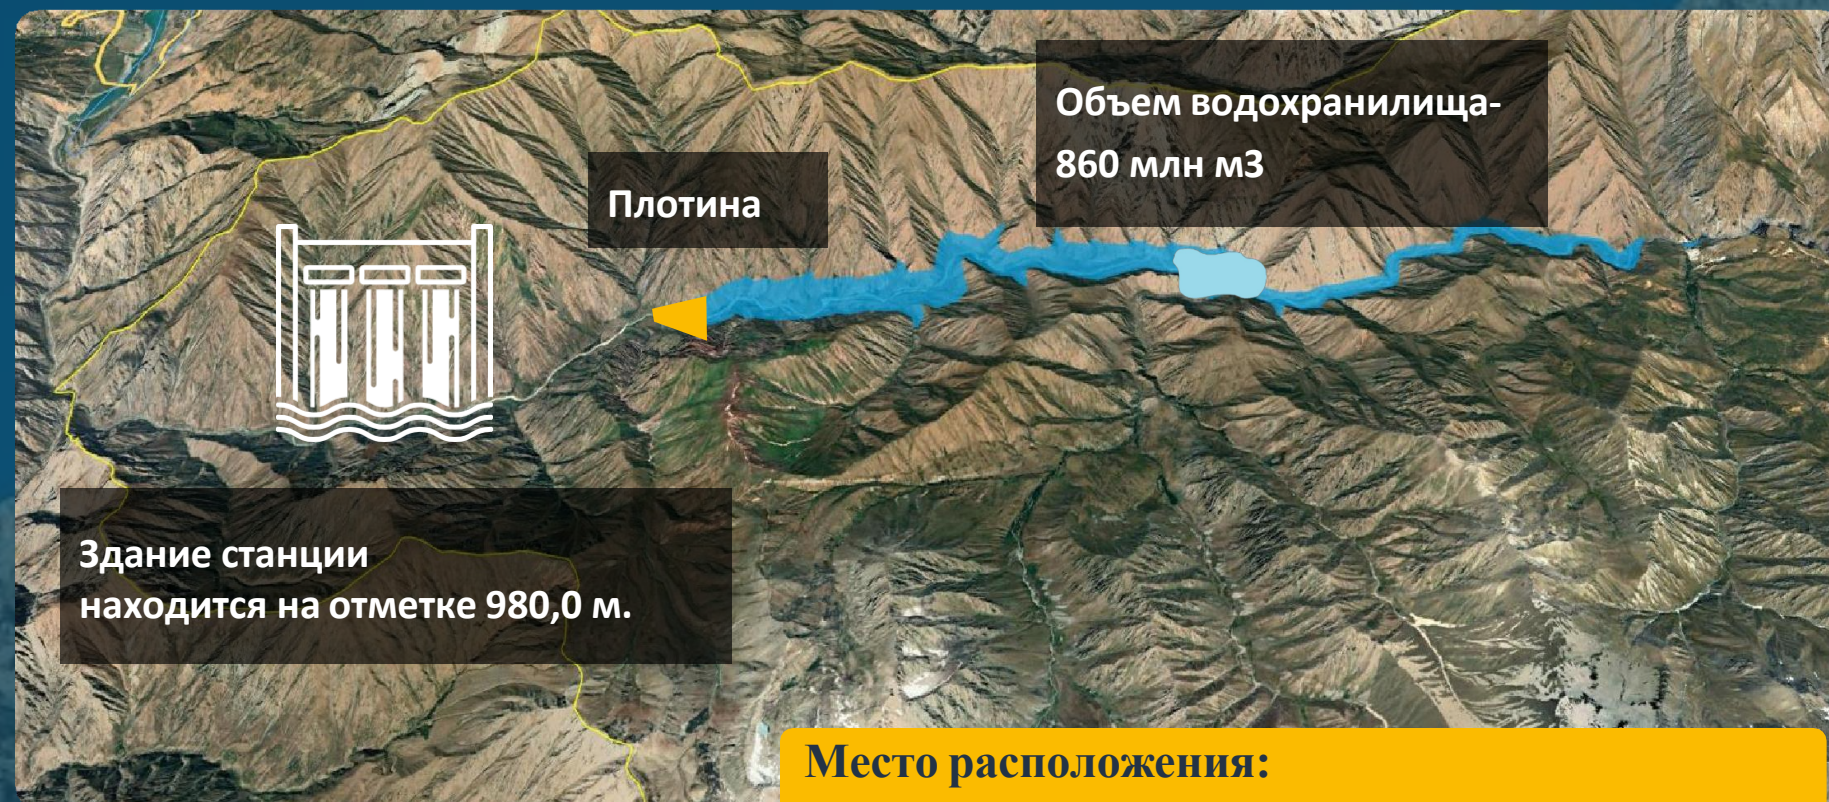 Объем водохранилища-
860 млн м3
Плотина
Здание станции
находится на отметке 980,0 м.
Место расположения: